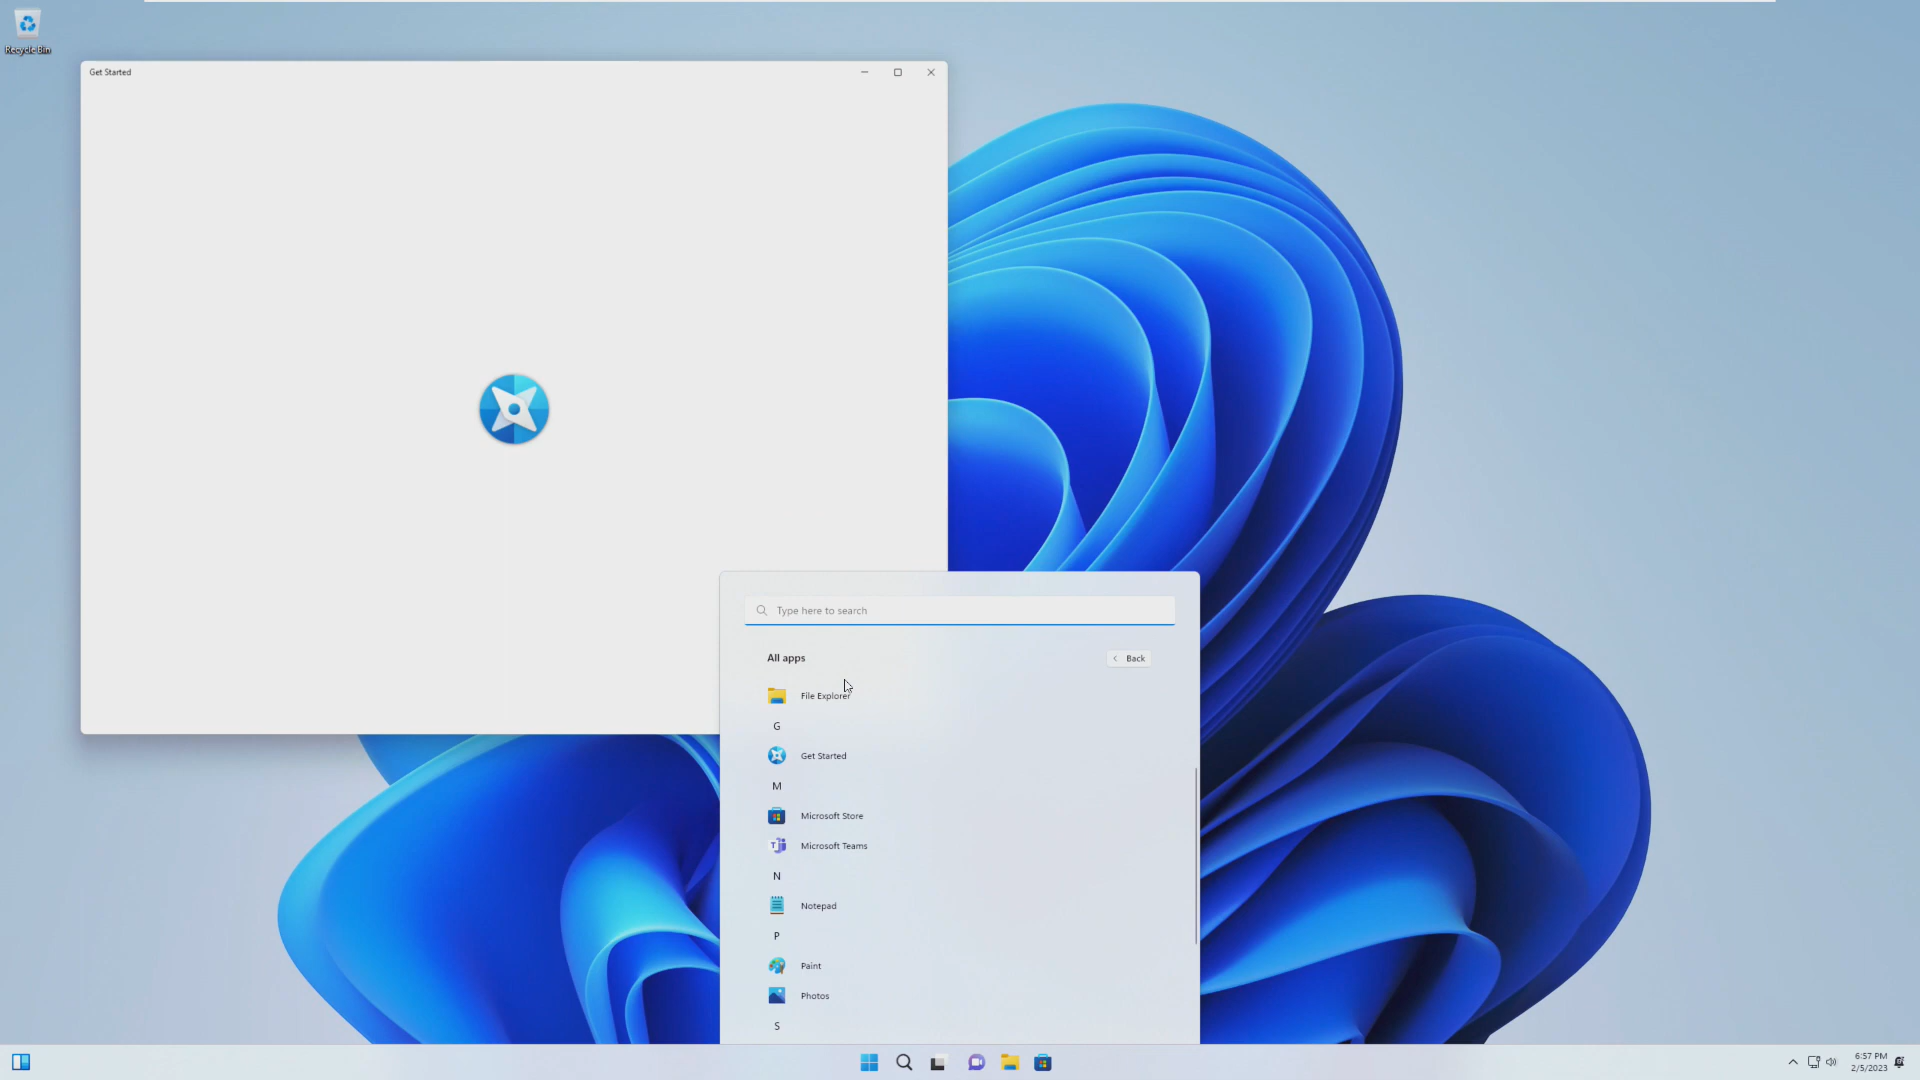 Recycle Bin
Get Started
Type here to search
All apps
Back
File Explorer
G
Get Started
M
Microsoft Store
Microsoft Teams
N
Notepad
P
Paint
Photos
S
6:57 PM
2/5/2023